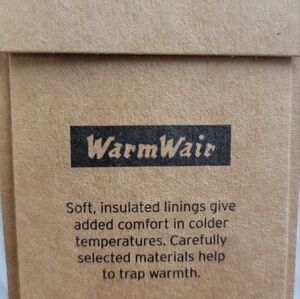 WarmWair
Soft, insulated linings give
added comfort in colder
temperatures. Carefully
selected materials help
to trap warmth.